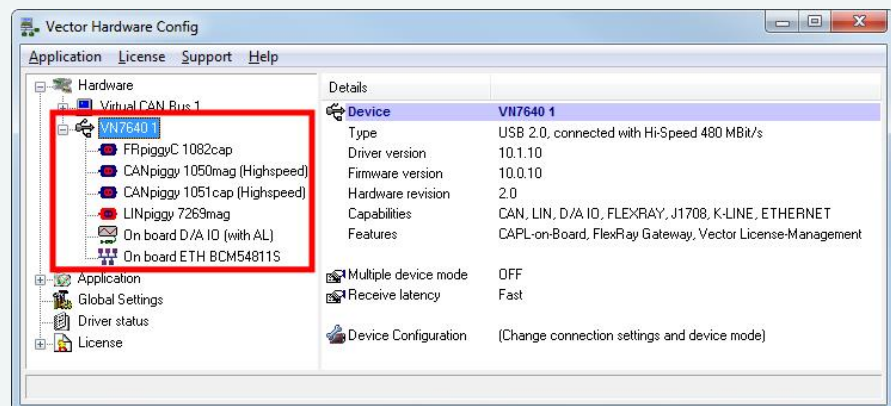 Vector Hardware Config
Application License Support Help
Hardware
Virtual CAN Bus 1
VN7640 1
FRpiggyC 1082cap
CANpiggy 1050mag (Highspeed)
CANpiggy 1051cap (Highspeed)
LINpiggy 7269mag
On board D/A IO (with AL)
On board ETH BCM54811S
Application
Global Settings
Driver status
License
Details
Device VN7640 1
Type USB 2.0, connected with Hi-Speed 480 MBit/s
Driver version 10.1.10
Firmware version 10.0.10
Hardware revision 2.0
Capabilities CAN, LIN, D/A IO, FLEXRAY, J1708, K-LINE, ETHERNET
Features CAPL-on-Board, FlexRay Gateway, Vector License-Management
Multiple device mode OFF
Receive latency Fast
Device Configuration (Change connection settings and device mode)